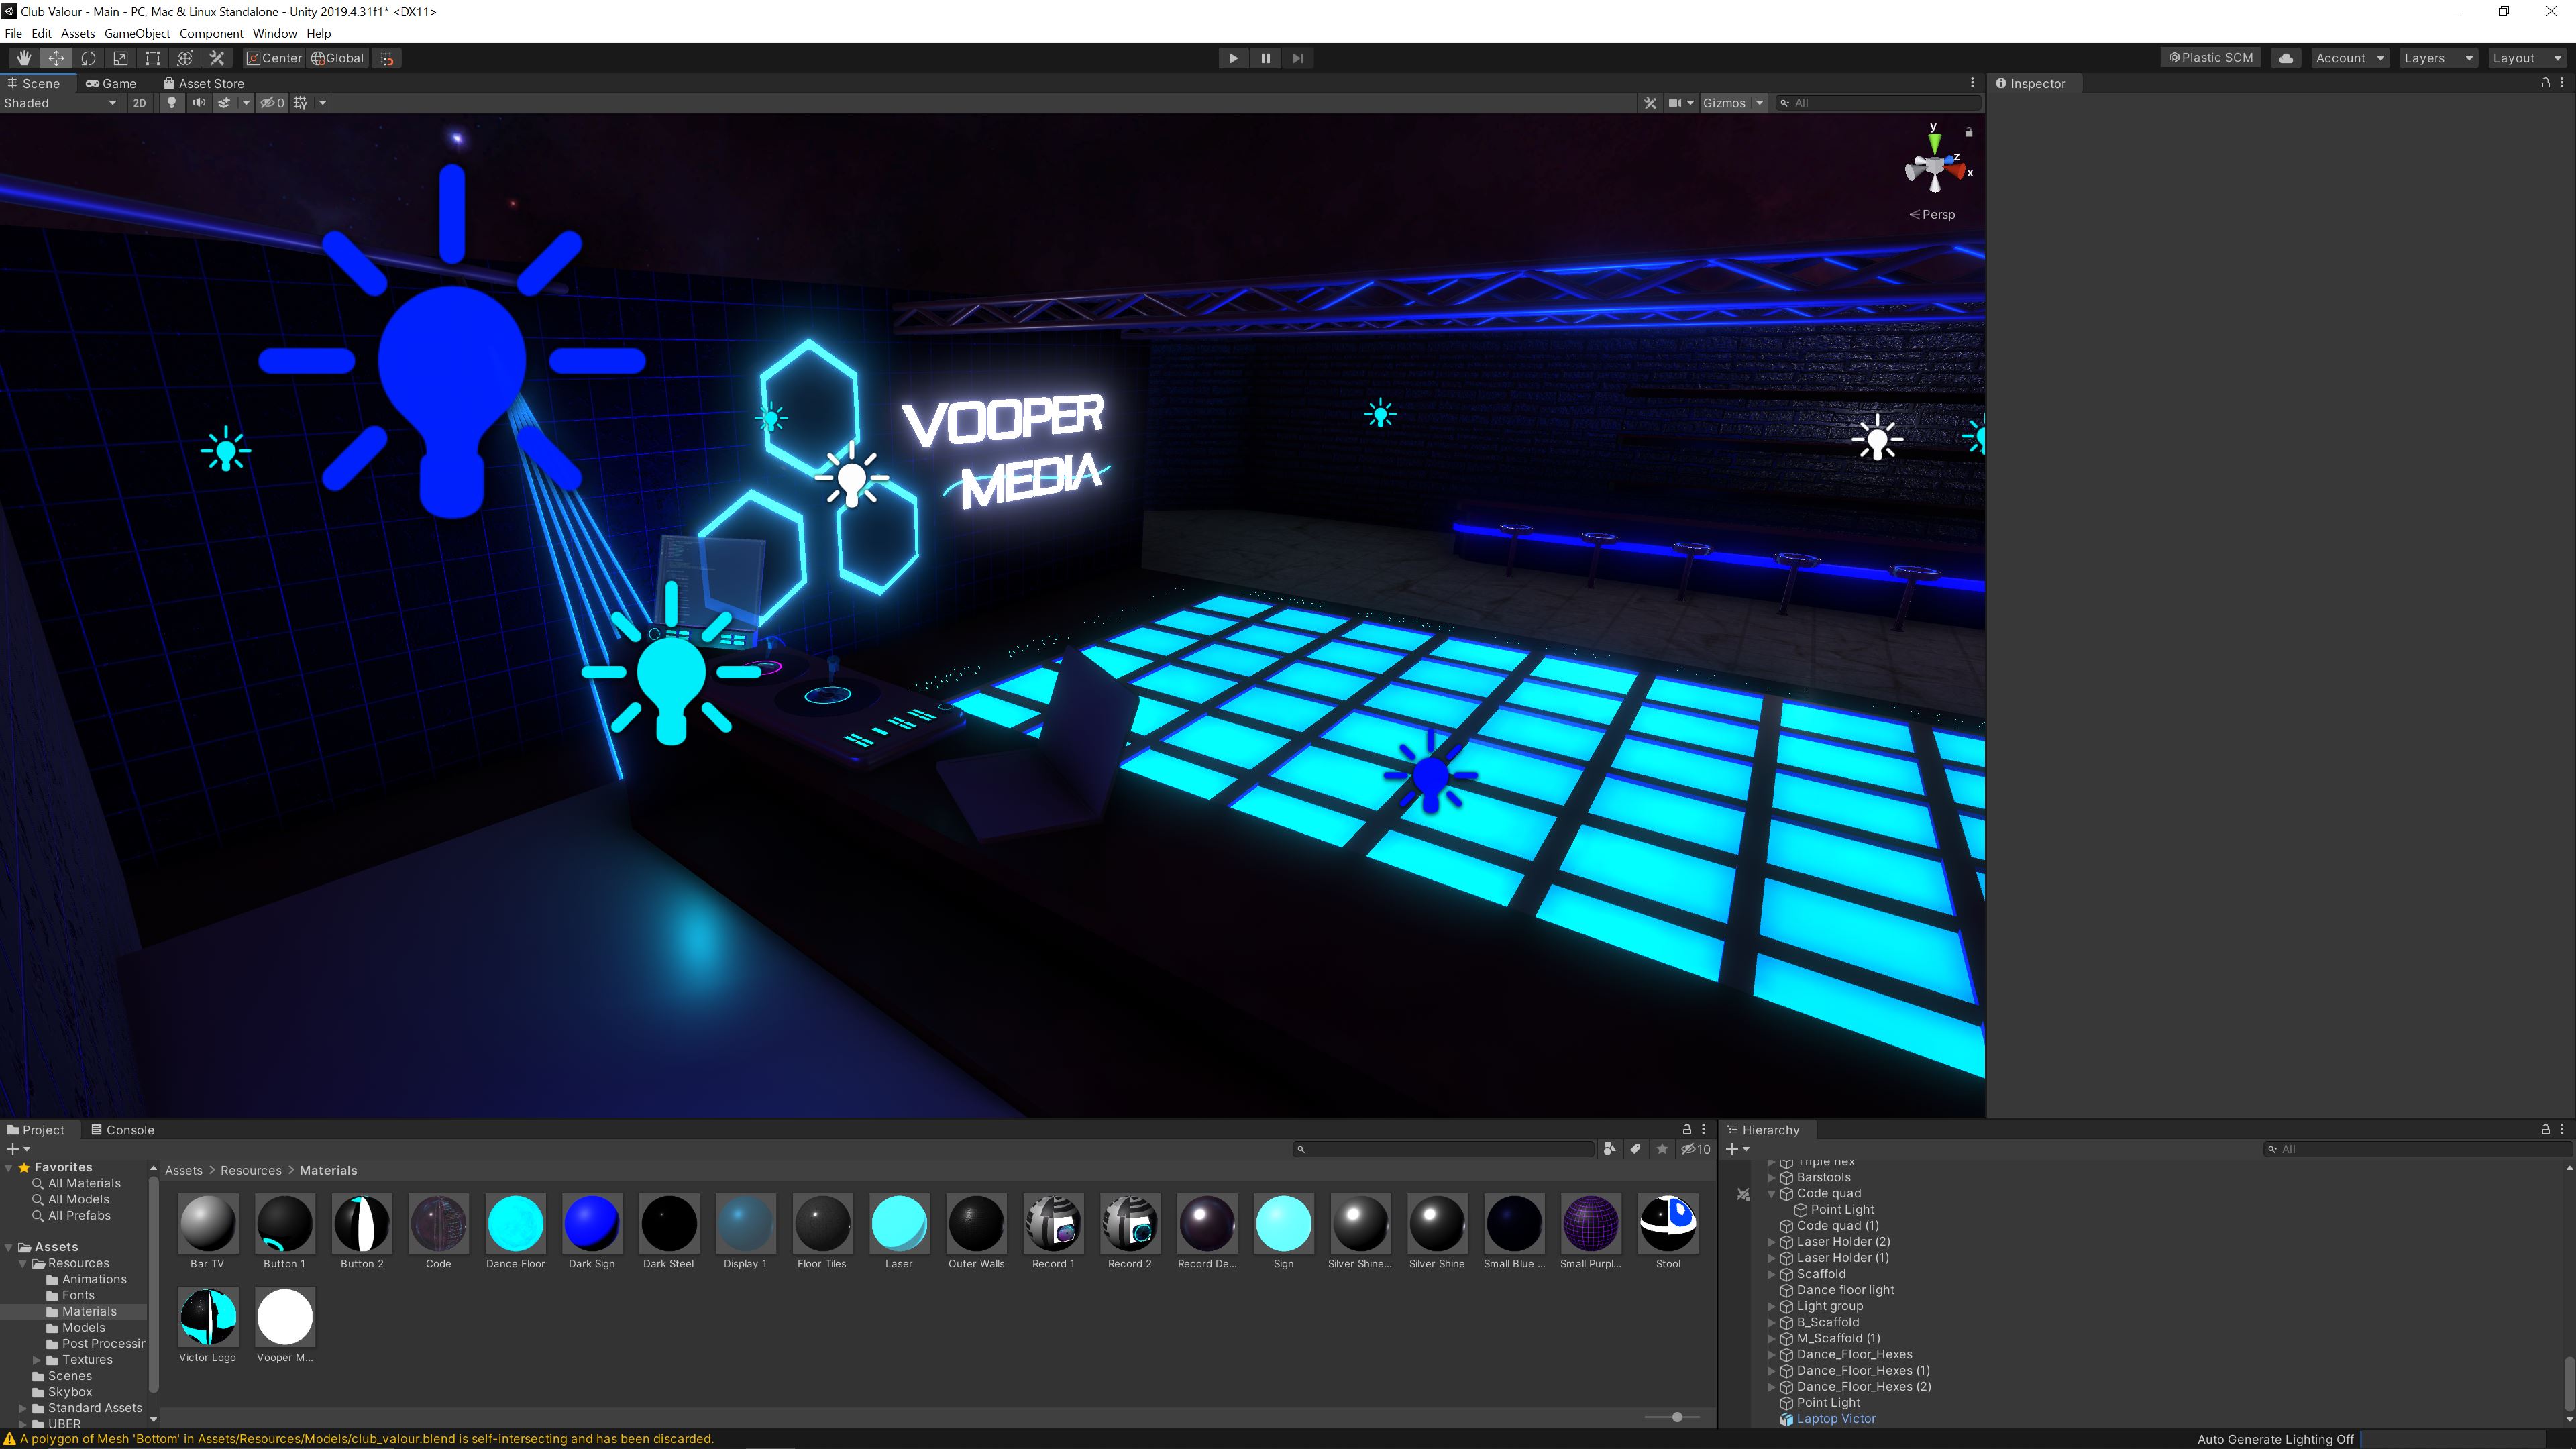 Club Valour - Main - PC, Mac & Linux Standalone - Unity 2019.4.31f1* <DX11>
File Edit Assets GameObject Component Window Help
Center Global Plastic SCM Account Layers Layout
Scene Game Asset Store Inspector
Shaded 2D 0 Gizmos All
y
z
x
Persp
VOOPER
MEDIA
Project Console
10
Favorites
All Materials
All Models
All Prefabs
Assets
Resources
Animations
Fonts
Materials
Models
Post Processir
Textures
Scenes
Skybox
Standard Assets
UBER
Assets > Resources > Materials
Bar TV Button 1 Button 2 Code Dance Floor Dark Sign Dark Steel Display 1 Floor Tiles Laser Outer Walls Record 1 Record 2 Record De... Sign Silver Shine... Silver Shine Small Blue ... Small Purpl... Stool
Victor Logo Vooper M...
Hierarchy
All
Triple hex
Barstools
Code quad
Point Light
Code quad (1)
Laser Holder (2)
Laser Holder (1)
Scaffold
Dance floor light
Light group
B_Scaffold
M_Scaffold (1)
Dance_Floor_Hexes
Dance_Floor_Hexes (1)
Dance_Floor_Hexes (2)
Point Light
Laptop Victor
A polygon of Mesh 'Bottom' in Assets/Resources/Models/club_valour.blend is self-intersecting and has been discarded.
Auto Generate Lighting Off